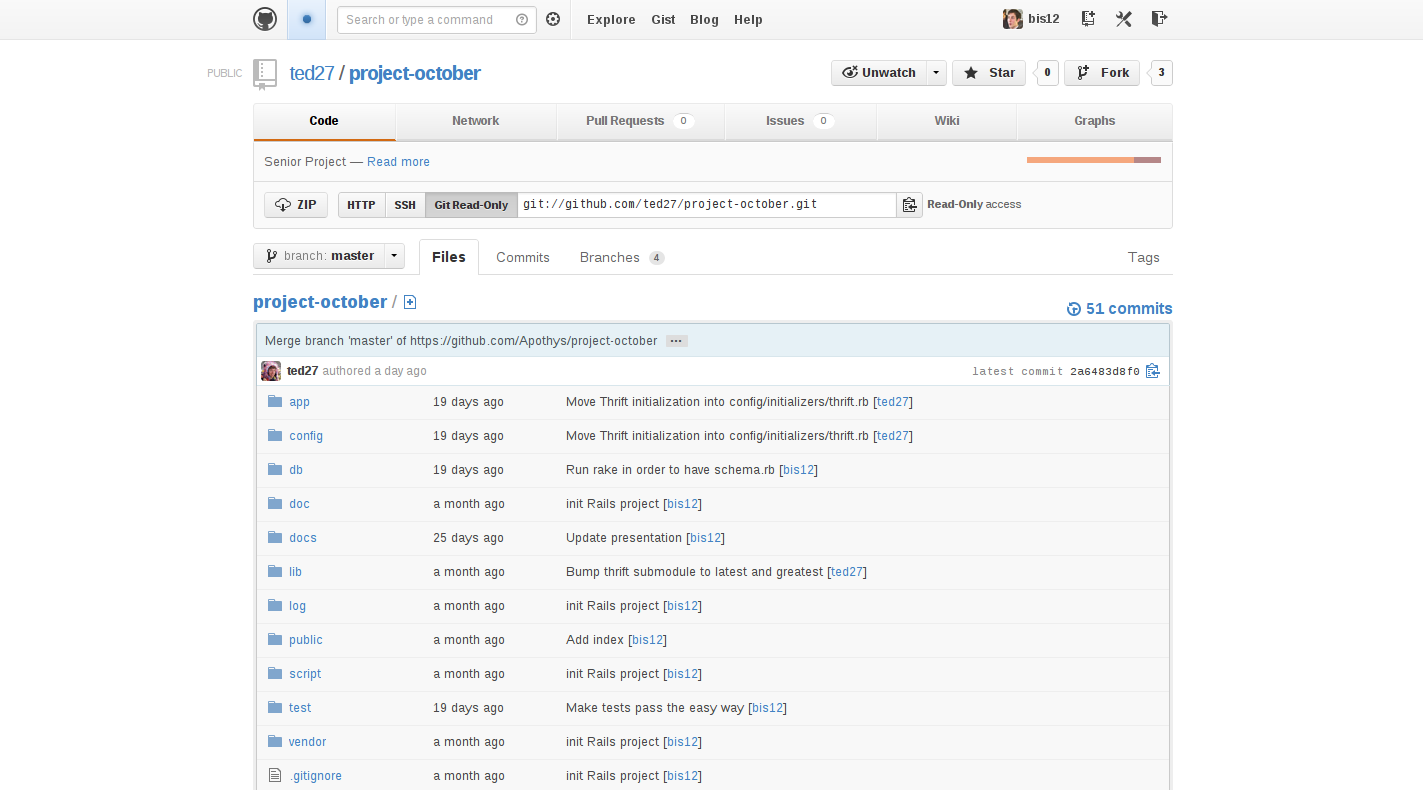 Search or type a command Explore Gist Blog Help bis12
PUBLIC ted27 / project-october Unwatch Star 0 Fork 3
Code Network Pull Requests 0 Issues 0 Wiki Graphs
Senior Project — Read more
ZIP HTTP SSH Git Read-Only git://github.com/ted27/project-october.git Read-Only access
branch: master Files Commits Branches 4 Tags
project-october / 51 commits
Merge branch 'master' of https://github.com/Apothys/project-october ...
ted27 authored a day ago latest commit 2a6483d8f0
app 19 days ago Move Thrift initialization into config/initializers/thrift.rb [ted27]
config 19 days ago Move Thrift initialization into config/initializers/thrift.rb [ted27]
db 19 days ago Run rake in order to have schema.rb [bis12]
doc a month ago init Rails project [bis12]
docs 25 days ago Update presentation [bis12]
lib a month ago Bump thrift submodule to latest and greatest [ted27]
log a month ago init Rails project [bis12]
public a month ago Add index [bis12]
script a month ago init Rails project [bis12]
test 19 days ago Make tests pass the easy way [bis12]
vendor a month ago init Rails project [bis12]
.gitignore a month ago init Rails project [bis12]